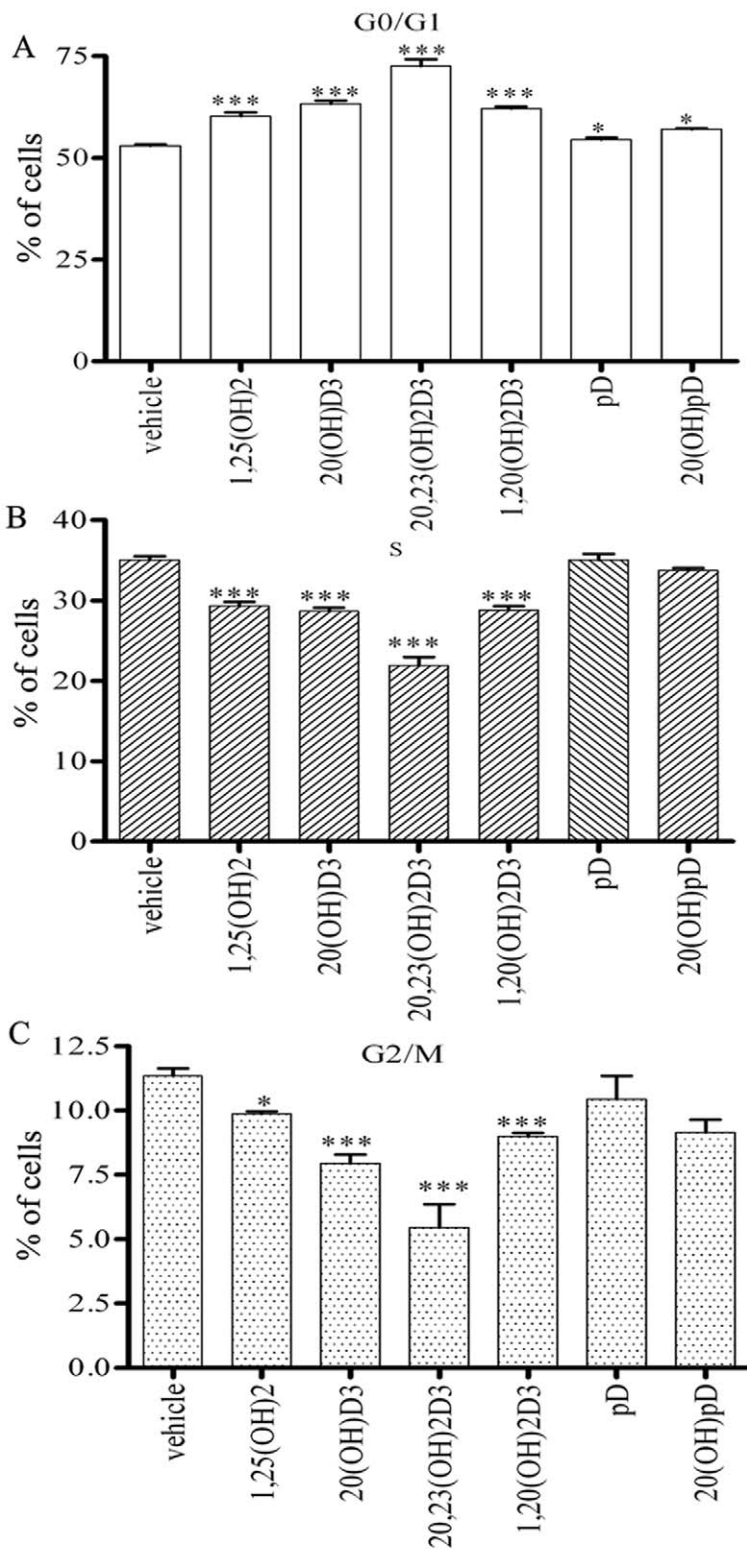 A
G0/G1
% of cells
75
50
25
0
***
***
***
***
*
*
vehicle
1,25(OH)2
20(OH)D3
20,23(OH)2D3
1,20(OH)2D3
pD
20(OH)pD
B
S
% of cells
40
30
20
10
0
***
***
***
***
vehicle
1,25(OH)2
20(OH)D3
20,23(OH)2D3
1,20(OH)2D3
pD
20(OH)pD
C
G2/M
% of cells
12.5
10.0
7.5
5.0
2.5
0.0
*
***
***
***
vehicle
1,25(OH)2
20(OH)D3
20,23(OH)2D3
1,20(OH)2D3
pD
20(OH)pD